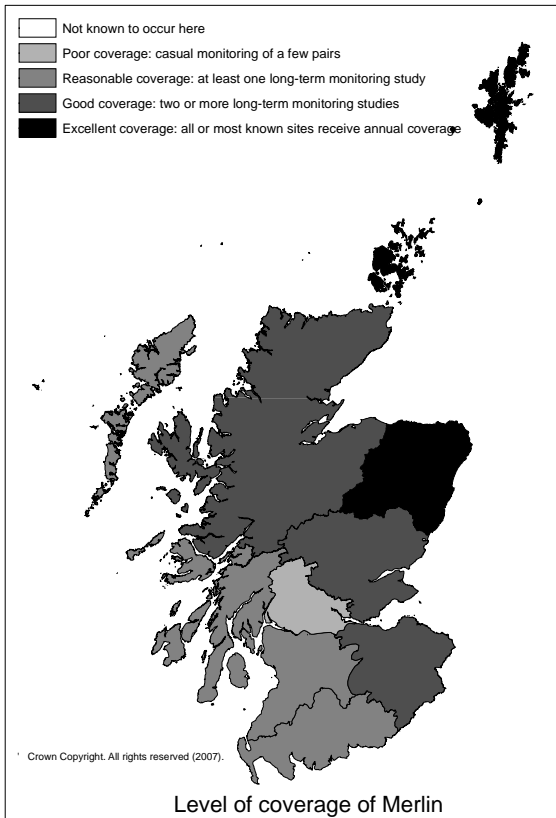 Not known to occur here
Poor coverage: casual monitoring of a few pairs
Reasonable coverage: at least one long-term monitoring study
Good coverage: two or more long-term monitoring studies
Excellent coverage: all or most known sites receive annual coverage
' Crown Copyright. All rights reserved (2007).
Level of coverage of Merlin